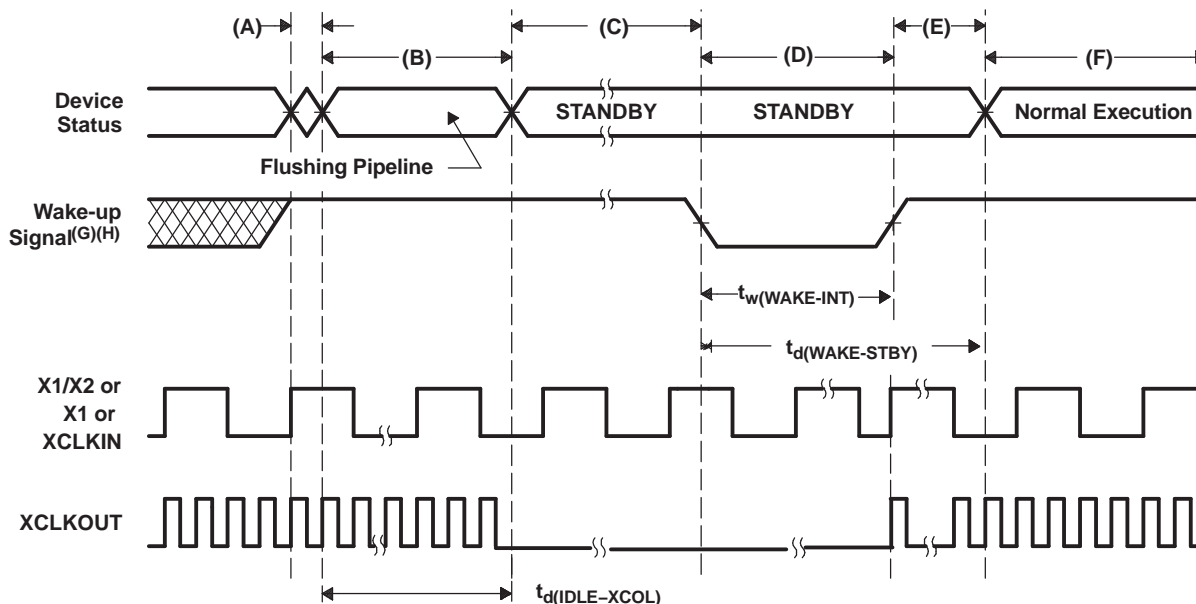 (A)
(C)
(E)
(B)
(D)
(F)
Device
Status
STANDBY
STANDBY
Normal Execution
Flushing Pipeline
Wake-up
Signal(G)(H)
tw(WAKE-INT)
td(WAKE-STBY)
X1/X2 or
X1 or
XCLKIN
XCLKOUT
td(IDLE−XCOL)